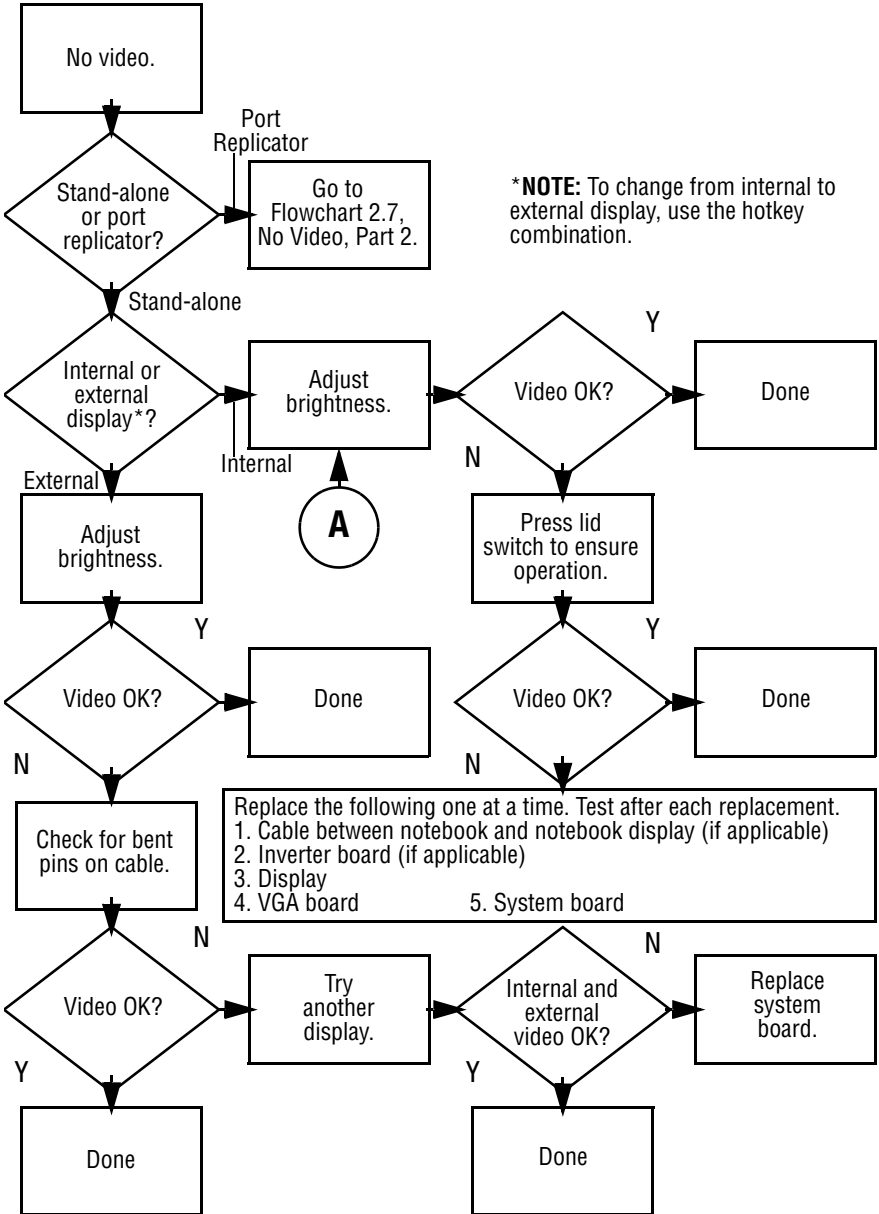 No video.
Port
Replicator
Stand-alone
or port
replicator?
Go to
Flowchart 2.7,
No Video, Part 2.
*NOTE: To change from internal to
external display, use the hotkey
combination.
Stand-alone
Internal or
external
display*?
Internal
Adjust
brightness.
Video OK?
Y
Done
N
A
External
Adjust
brightness.
Press lid
switch to ensure
operation.
Video OK?
Y
Done
N
Video OK?
Y
Done
N
Check for bent
pins on cable.
Replace the following one at a time. Test after each replacement.
1. Cable between notebook and notebook display (if applicable)
2. Inverter board (if applicable)
3. Display
4. VGA board 5. System board
Video OK?
N
Try
another
display.
Internal and
external
video OK?
N
Replace
system
board.
Y
Done
Y
Done